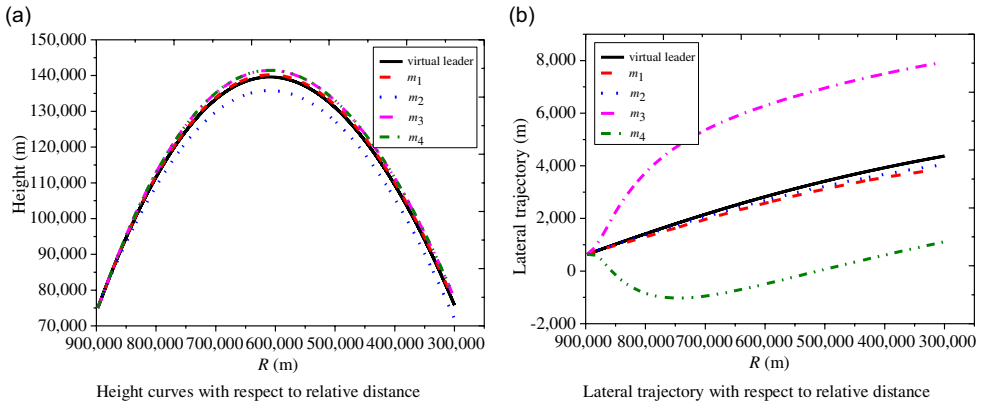 (a)
150,000
140,000
130,000
120,000
110,000
100,000
90,000
80,000
70,000
Height (m)
virtual leader
m1
m2
m3
m4
900,000 800,000 700,000 600,000 500,000 400,000 300,000
R (m)
Height curves with respect to relative distance
(b)
8,000
6,000
4,000
2,000
0
-2,000
Lateral trajectory (m)
virtual leader
m1
m2
m3
m4
900,000 800,000 700,000 600,000 500,000 400,000 300,000
R (m)
Lateral trajectory with respect to relative distance